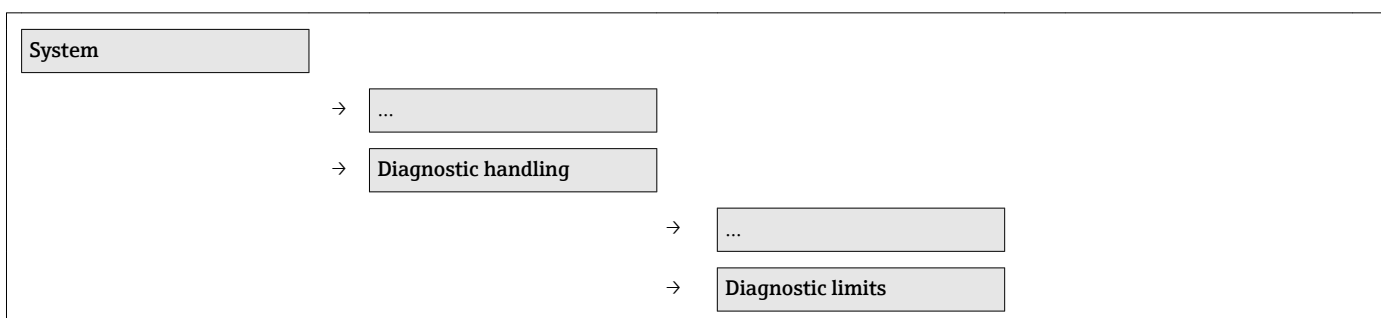 System
→ ...
→ Diagnostic handling
→ ...
→ Diagnostic limits